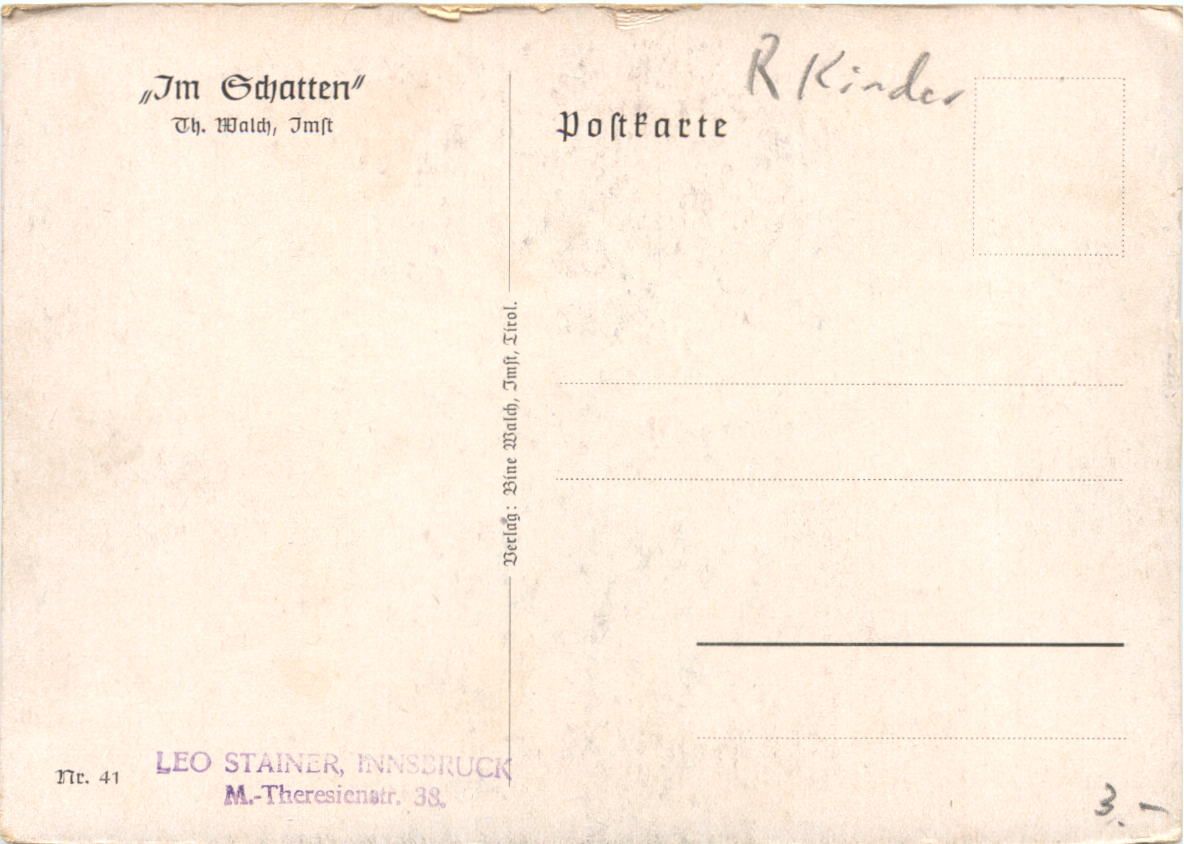 „Im Schatten“
Th. Walch, Imst
Postkarte
R Kinder
Verlag: Bine Walch, Imst, Tirol.
Nr. 41
LEO STAINER, INNSBRUCK
M.-Theresienstr. 38.
3.-